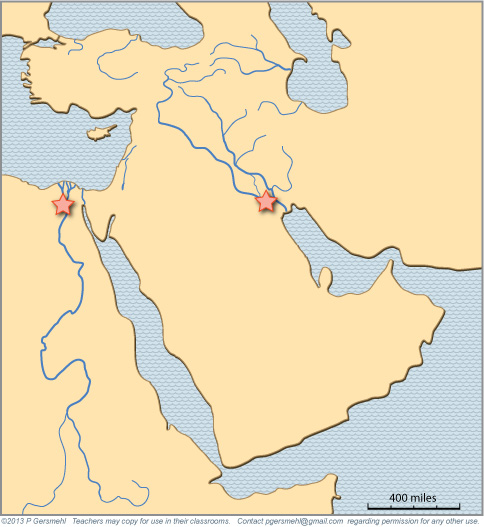 400 miles
©2013 P Gersmehl Teachers may copy for use in their classrooms. Contact pgersmehl@gmail.com regarding permission for any other use.